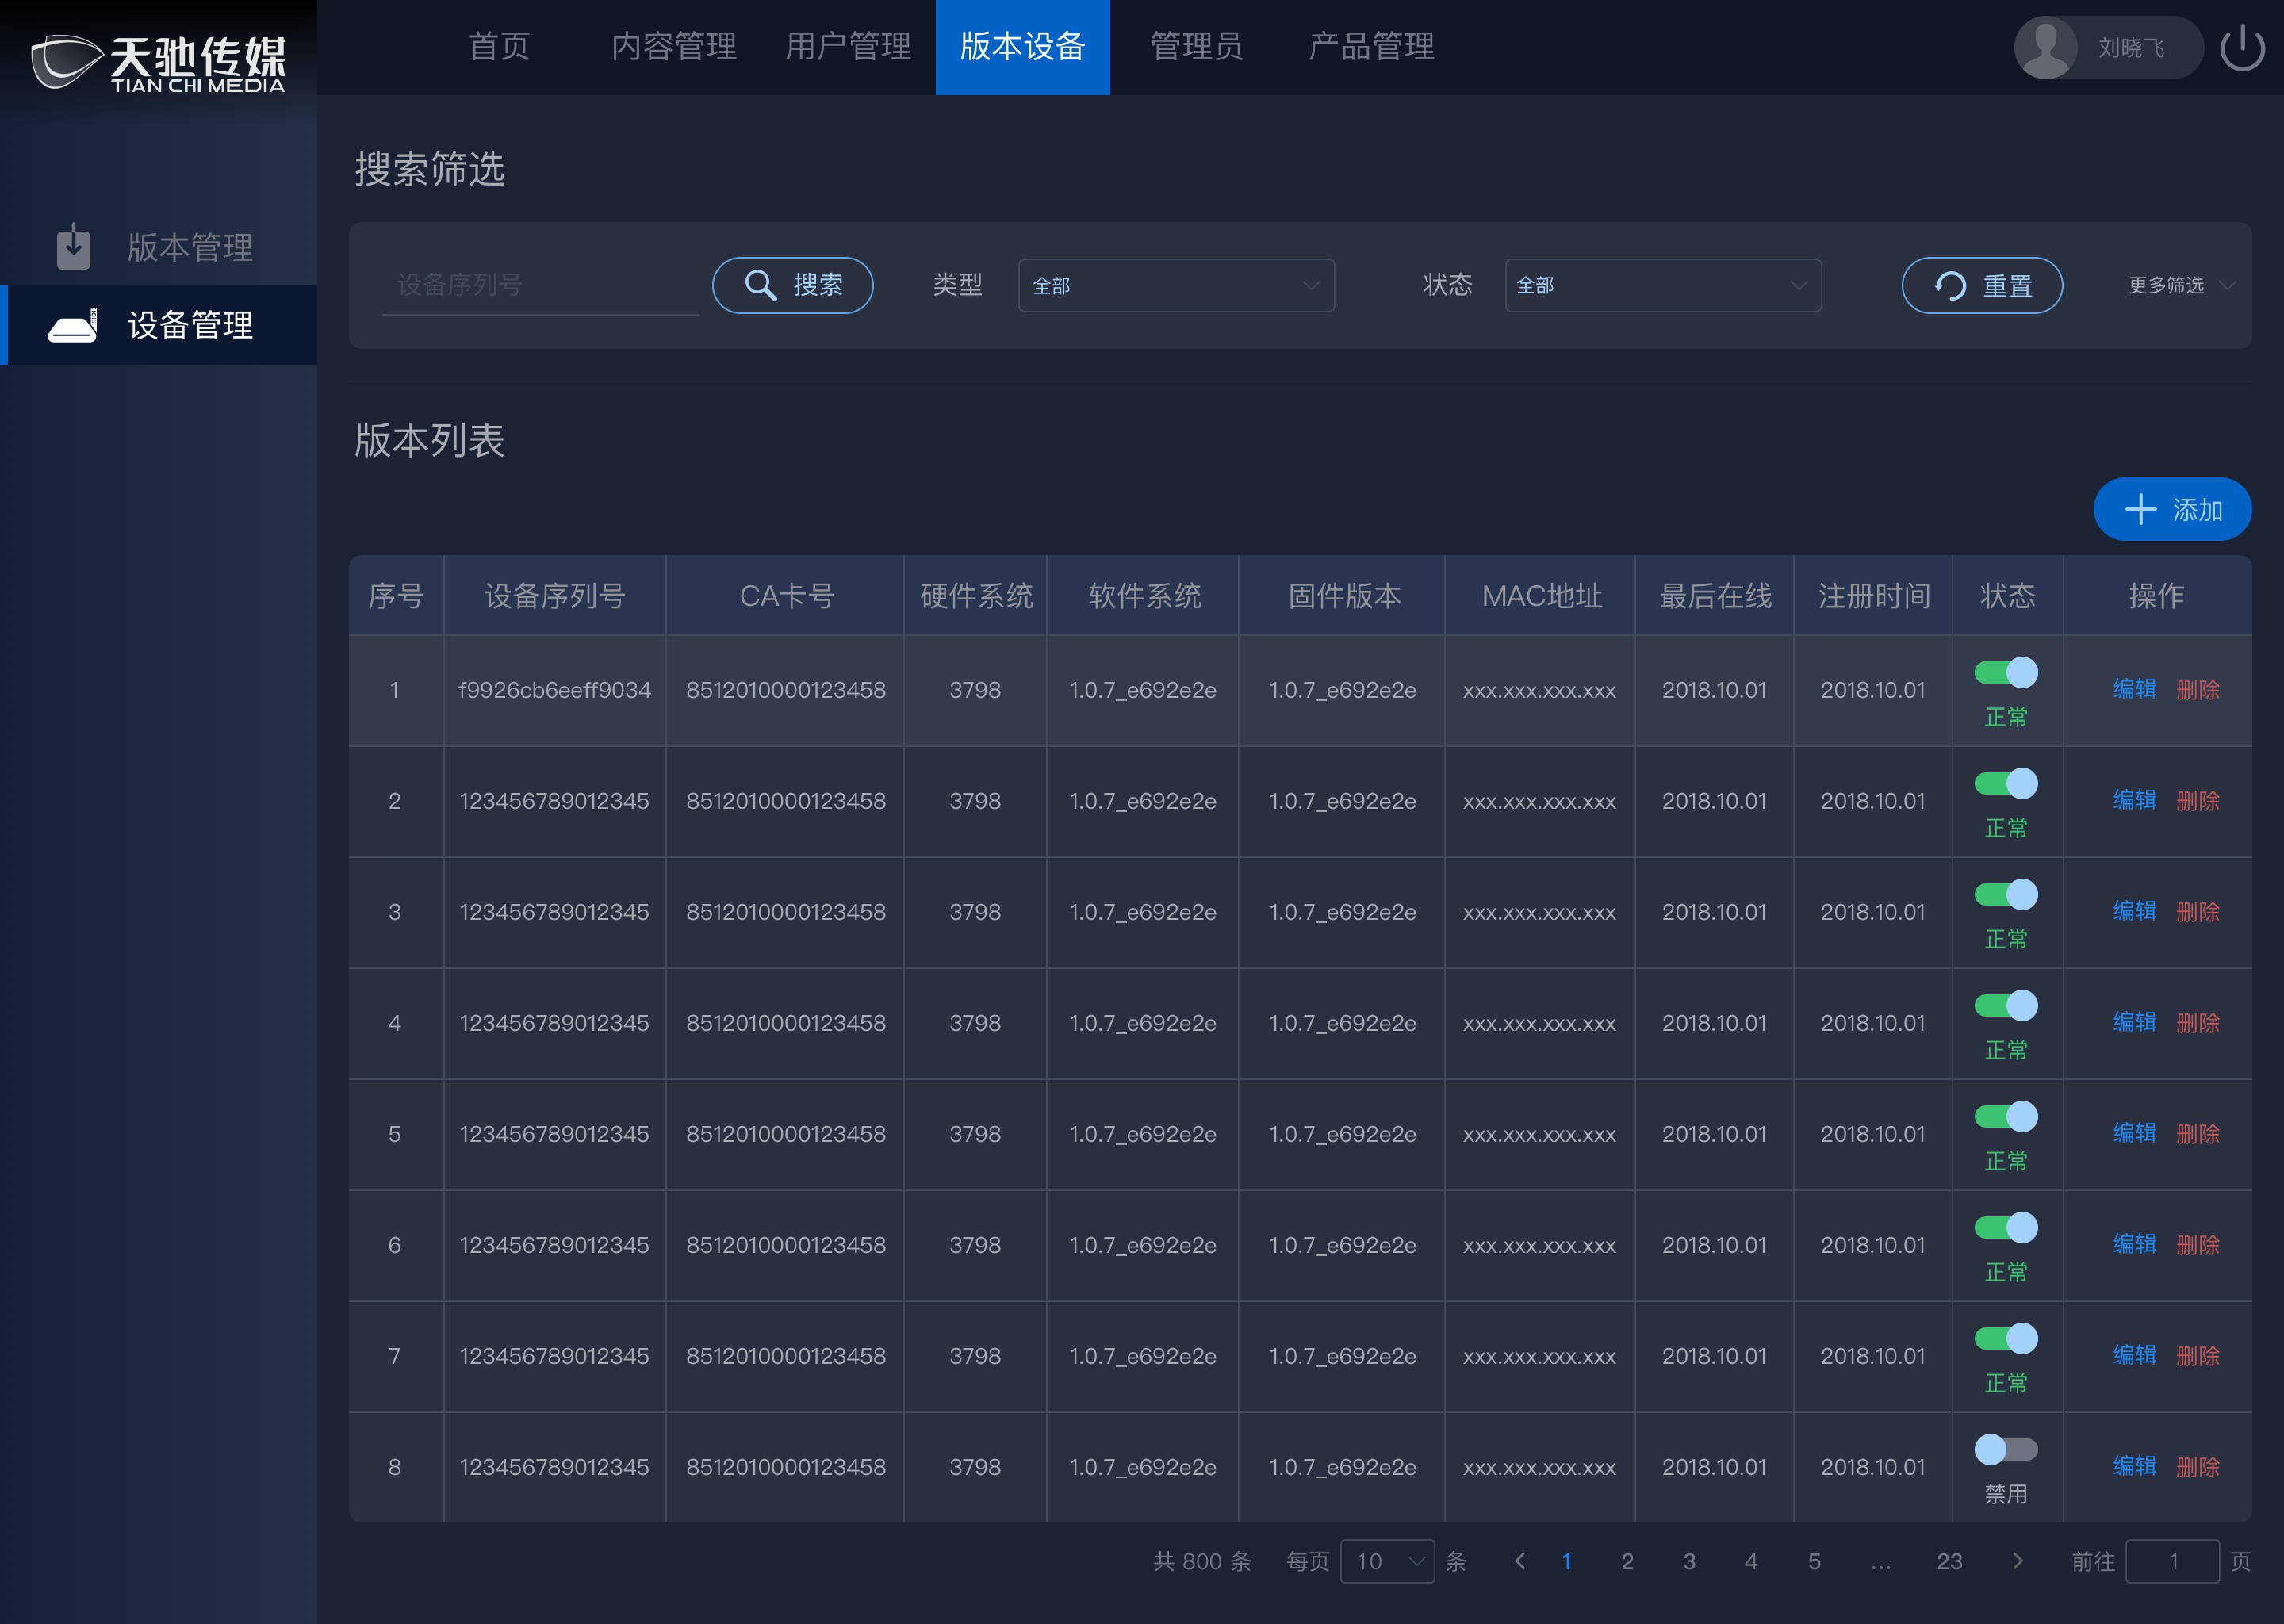 天驰传媒
TIAN CHI MEDIA
首页 内容管理 用户管理 版本设备 管理员 产品管理 刘晓飞
版本管理
设备管理
搜索筛选
设备序列号 搜索 类型 全部 状态 全部 重置 更多筛选
版本列表
添加
序号 设备序列号 CA卡号 硬件系统 软件系统 固件版本 MAC地址 最后在线 注册时间 状态 操作
1 f9926cb6eeff9034 8512010000123458 3798 1.0.7_e692e2e 1.0.7_e692e2e xxx.xxx.xxx.xxx 2018.10.01 2018.10.01 正常 编辑 删除
2 123456789012345 8512010000123458 3798 1.0.7_e692e2e 1.0.7_e692e2e xxx.xxx.xxx.xxx 2018.10.01 2018.10.01 正常 编辑 删除
3 123456789012345 8512010000123458 3798 1.0.7_e692e2e 1.0.7_e692e2e xxx.xxx.xxx.xxx 2018.10.01 2018.10.01 正常 编辑 删除
4 123456789012345 8512010000123458 3798 1.0.7_e692e2e 1.0.7_e692e2e xxx.xxx.xxx.xxx 2018.10.01 2018.10.01 正常 编辑 删除
5 123456789012345 8512010000123458 3798 1.0.7_e692e2e 1.0.7_e692e2e xxx.xxx.xxx.xxx 2018.10.01 2018.10.01 正常 编辑 删除
6 123456789012345 8512010000123458 3798 1.0.7_e692e2e 1.0.7_e692e2e xxx.xxx.xxx.xxx 2018.10.01 2018.10.01 正常 编辑 删除
7 123456789012345 8512010000123458 3798 1.0.7_e692e2e 1.0.7_e692e2e xxx.xxx.xxx.xxx 2018.10.01 2018.10.01 正常 编辑 删除
8 123456789012345 8512010000123458 3798 1.0.7_e692e2e 1.0.7_e692e2e xxx.xxx.xxx.xxx 2018.10.01 2018.10.01 禁用 编辑 删除
共 800 条 每页 10 条 1 2 3 4 5 ... 23 前往 1 页